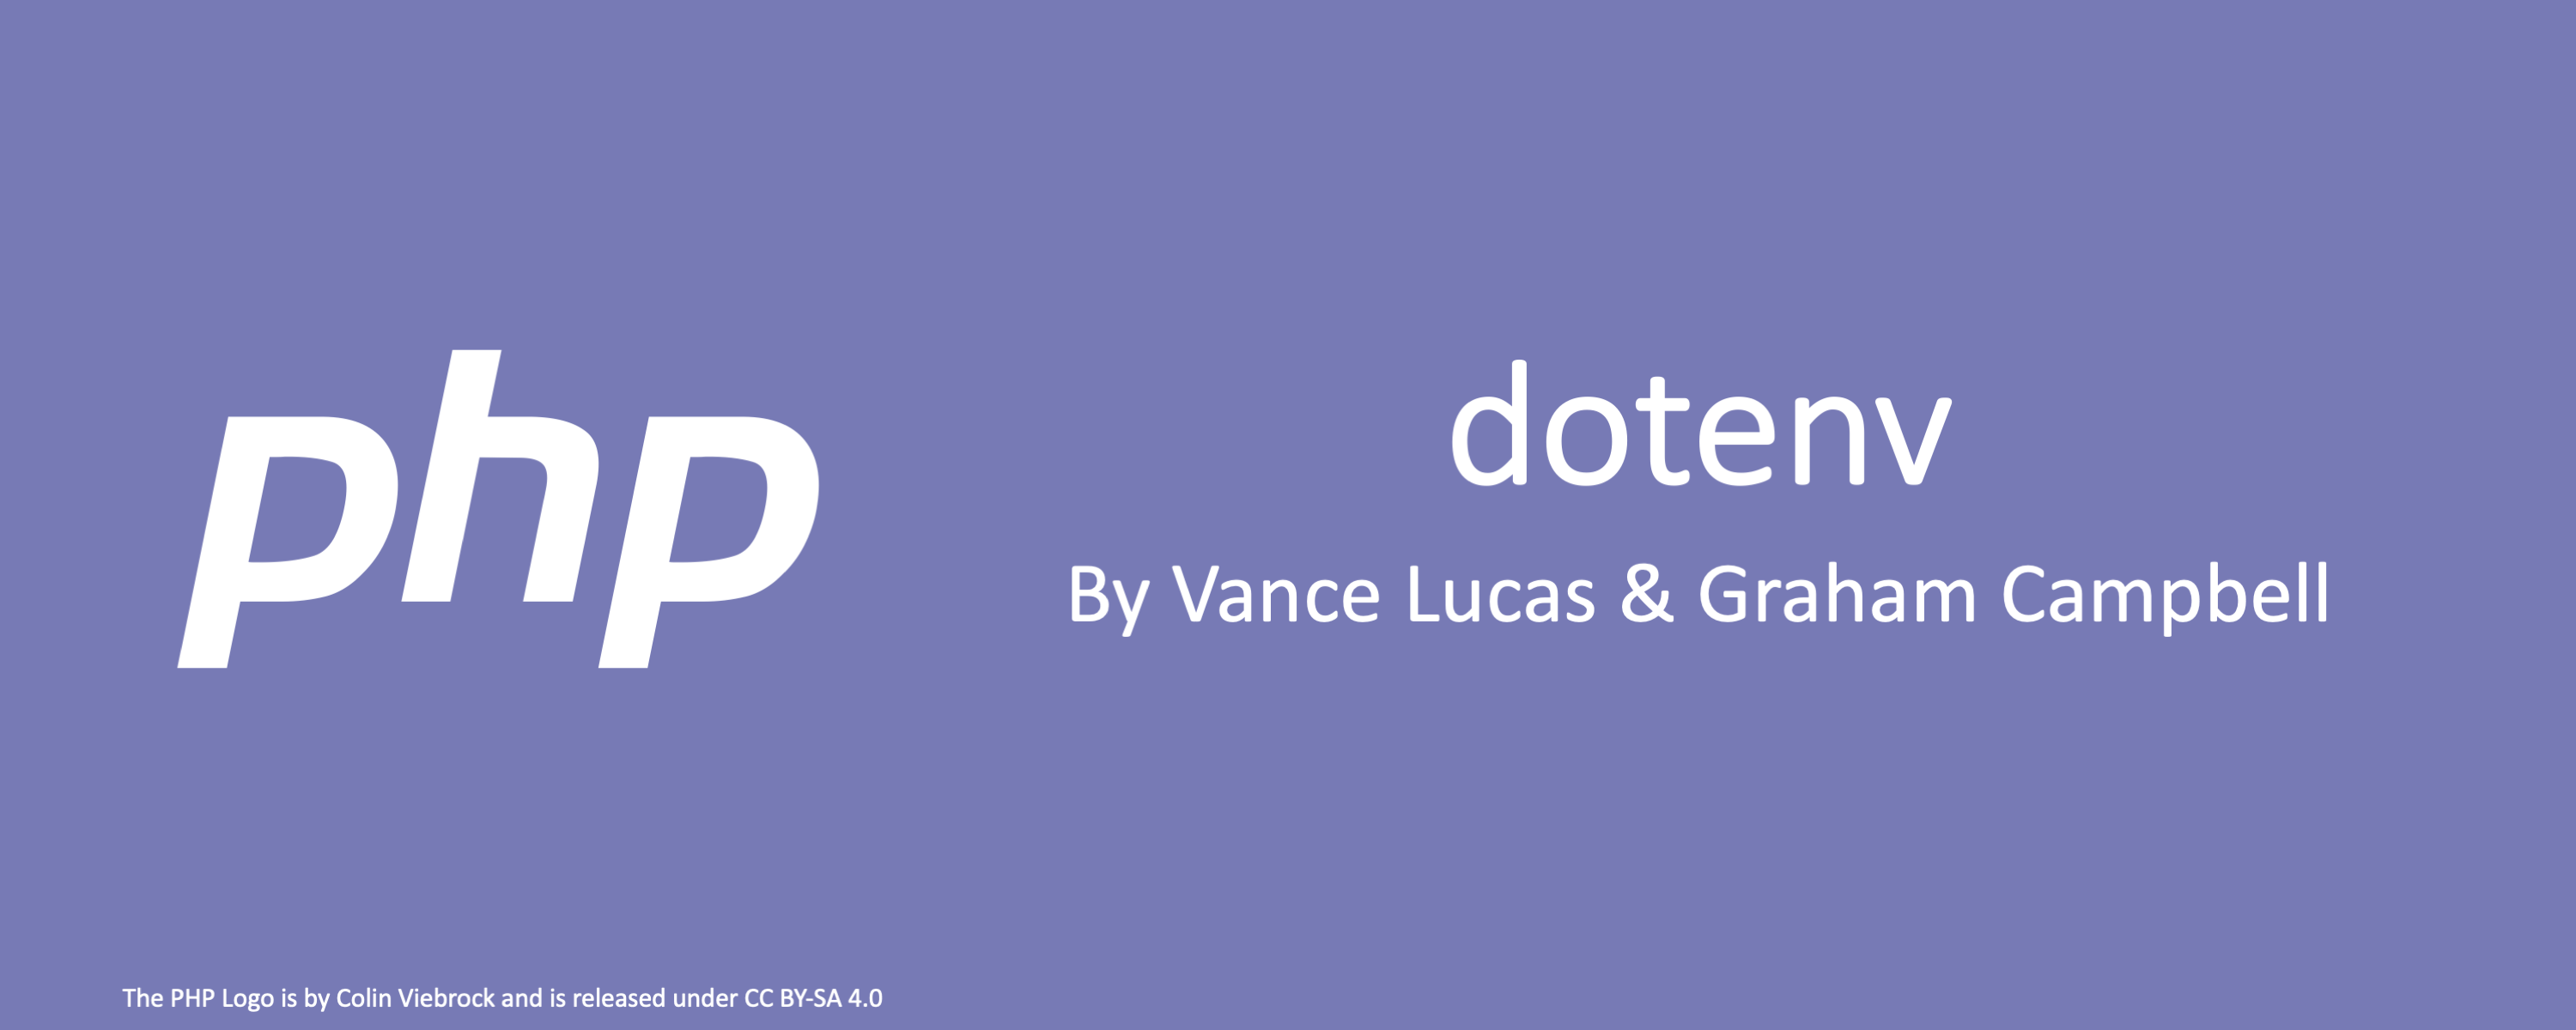 php
dotenv
By Vance Lucas & Graham Campbell
The PHP Logo is by Colin Viebrock and is released under CC BY-SA 4.0